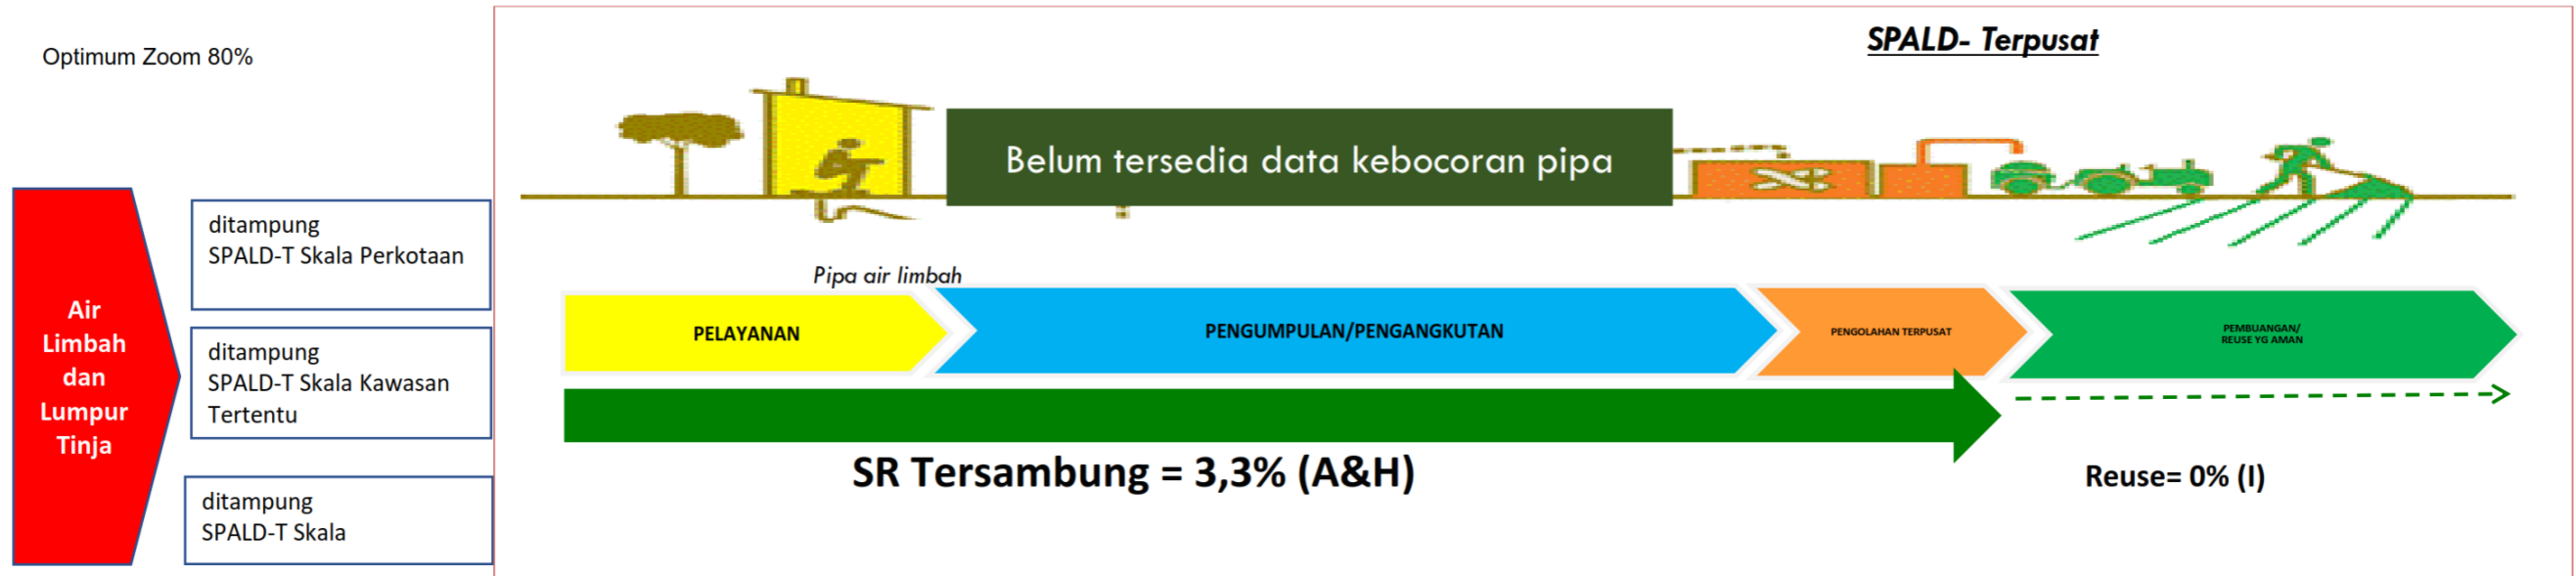 Optimum Zoom 80%
SPALD- Terpusat
Belum tersedia data kebocoran pipa
Air
Limbah
dan
Lumpur
Tinja
ditampung
SPALD-T Skala Perkotaan
ditampung
SPALD-T Skala Kawasan
Tertentu
ditampung
SPALD-T Skala
Pipa air limbah
PELAYANAN
PENGUMPULAN/PENGANGKUTAN
PENGOLAHAN TERPUSAT
PEMBUANGAN/
REUSE YG AMAN
SR Tersambung = 3,3% (A&H)
Reuse= 0% (I)